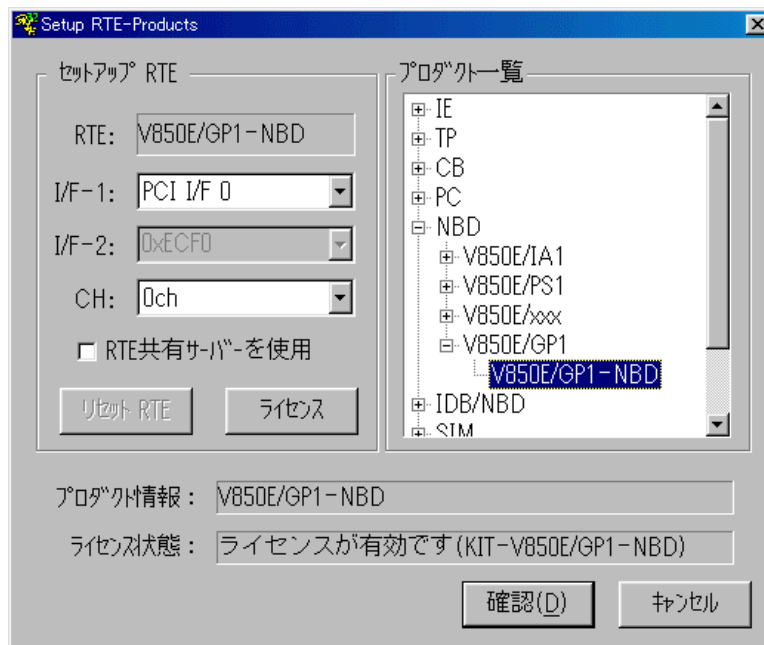 Setup RTE-Products
セットアップ RTE
RTE: V850E/GP1-NBD
I/F-1: PCI I/F 0
I/F-2: 0xECF0
CH: 0ch
RTE共有サーバーを使用
リセット RTE
ライセンス
プロダクト一覧
IE
TP
CB
PC
NBD
V850E/IA1
V850E/PS1
V850E/xxx
V850E/GP1
V850E/GP1-NBD
IDB/NBD
SIM
プロダクト情報： V850E/GP1-NBD
ライセンス状態： ライセンスが有効です(KIT-V850E/GP1-NBD)
確認(D)
キャンセル